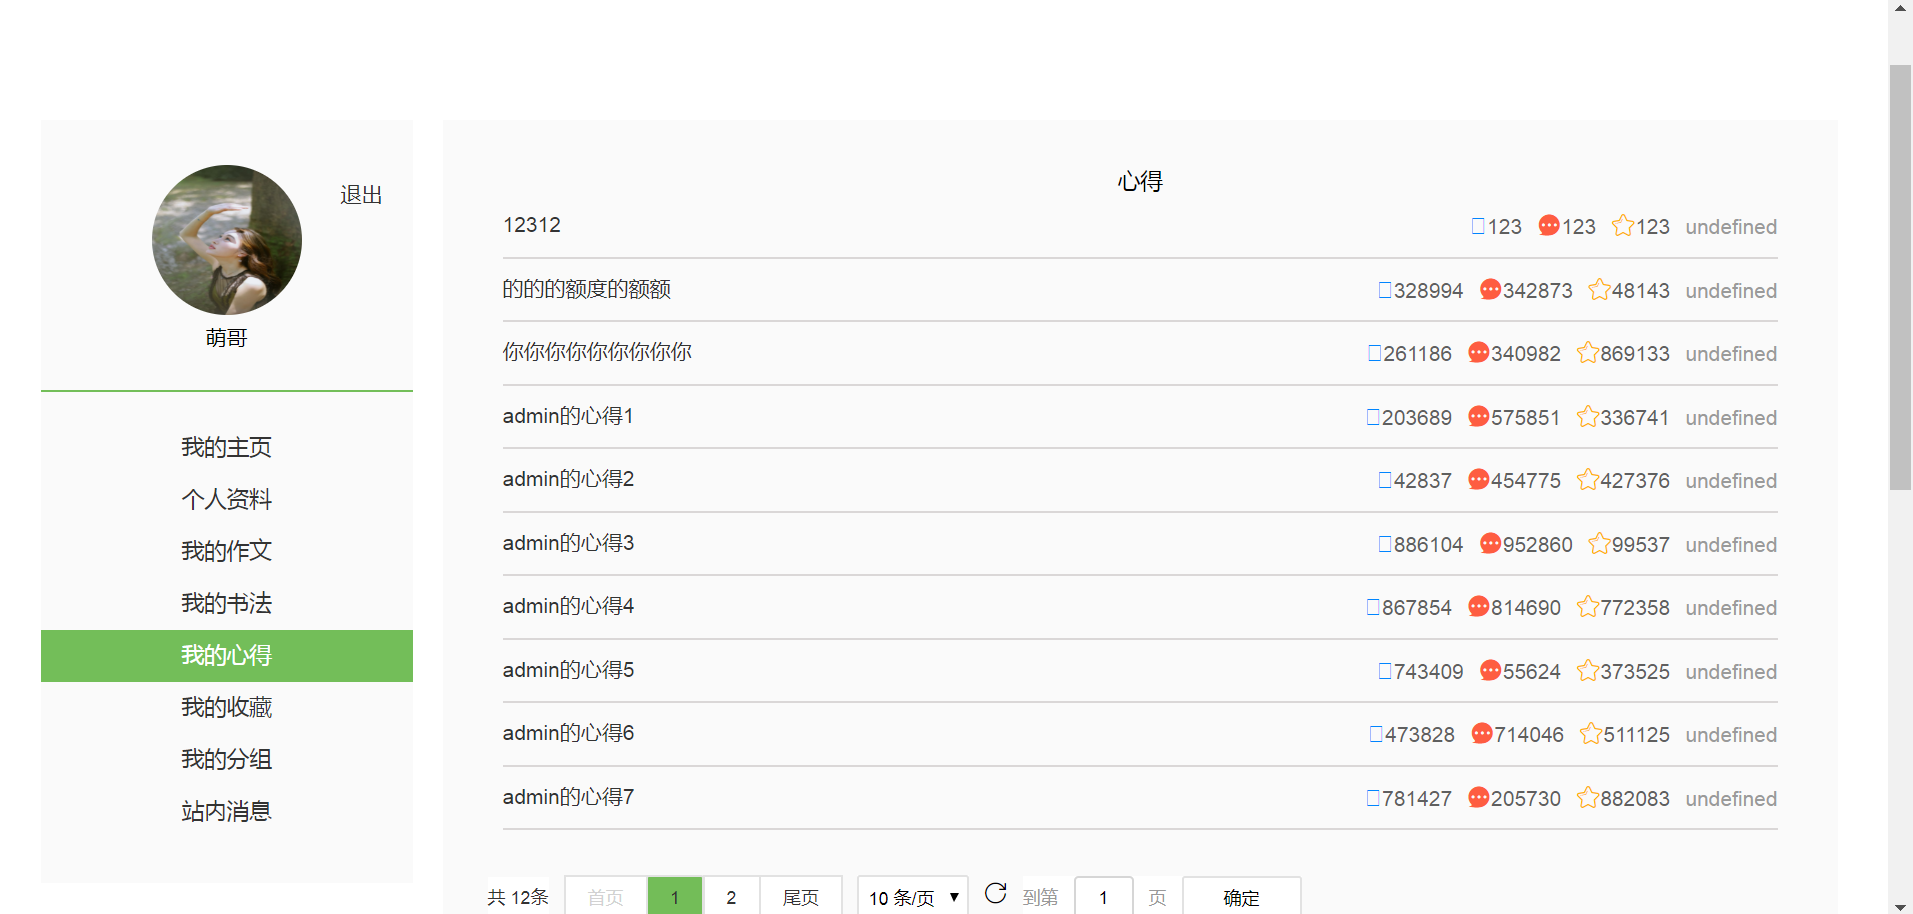 退出
萌哥
我的主页
个人资料
我的作文
我的书法
我的心得
我的收藏
我的分组
站内消息
心得
12312 123 123 123 undefined
的的的额度的额额 328994 342873 48143 undefined
你你你你你你你你你 261186 340982 869133 undefined
admin的心得1 203689 575851 336741 undefined
admin的心得2 42837 454775 427376 undefined
admin的心得3 886104 952860 99537 undefined
admin的心得4 867854 814690 772358 undefined
admin的心得5 743409 55624 373525 undefined
admin的心得6 473828 714046 511125 undefined
admin的心得7 781427 205730 882083 undefined
共 12条 首页 1 2 尾页 10 条/页 到第 1 页 确定